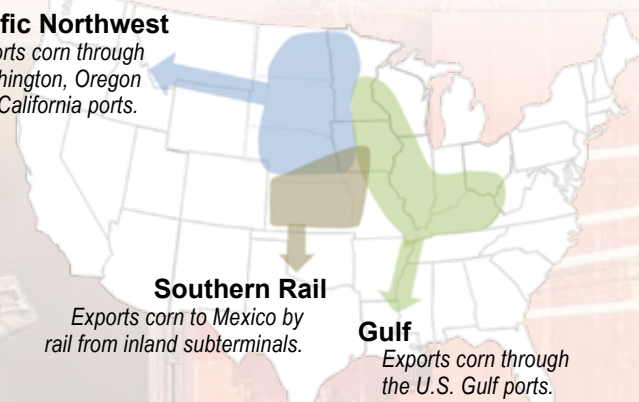 fic Northwest
orts corn through
hington, Oregon
California ports.
Southern Rail
Exports corn to Mexico by
rail from inland subterminals.
Gulf
Exports corn through
the U.S. Gulf ports.